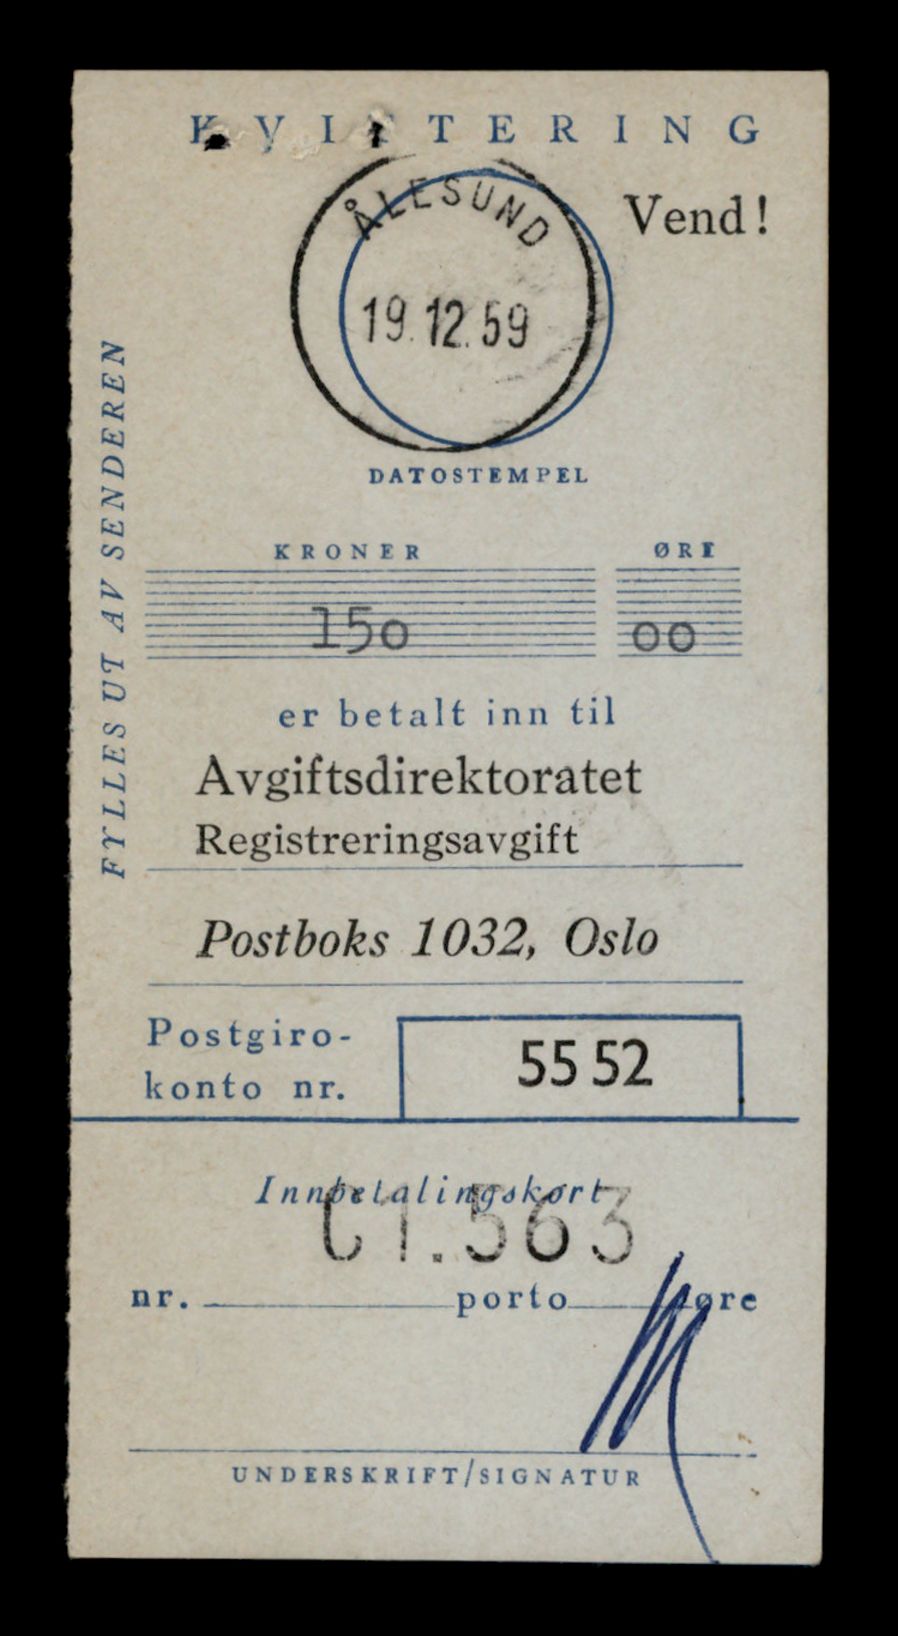 KVITTERING
ÅLESUND
Vend!
19.12.59
DATOSTEMPEL
FYLLES UT AV SENDEREN
KRONER ØRE
150 00
er betalt inn til
Avgiftsdirektoratet
Registreringsavgift
Postboks 1032, Oslo
Postgiro-
konto nr.
55 52
Innbetalingskort
C1.563
nr. porto øre
UNDERSKRIFT/SIGNATUR